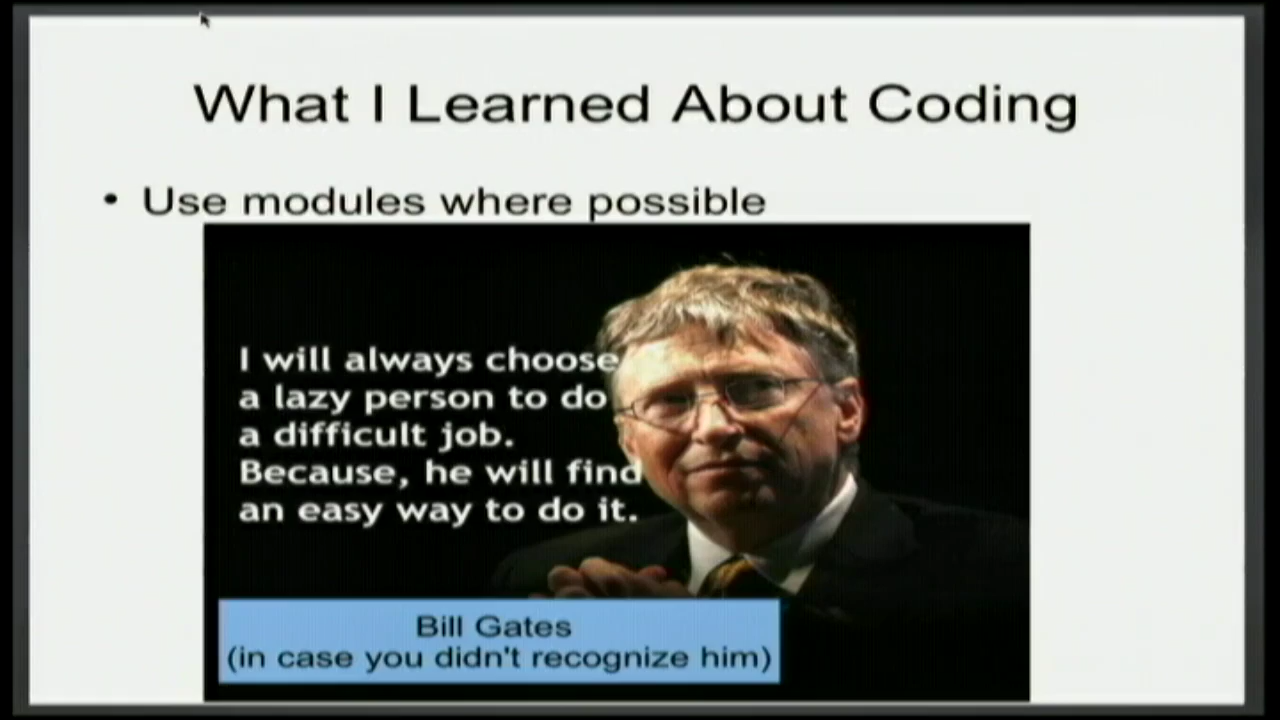 What I Learned About Coding
• Use modules where possible
I will always choose
a lazy person to do
a difficult job.
Because, he will find
an easy way to do it.
Bill Gates
(in case you didn't recognize him)